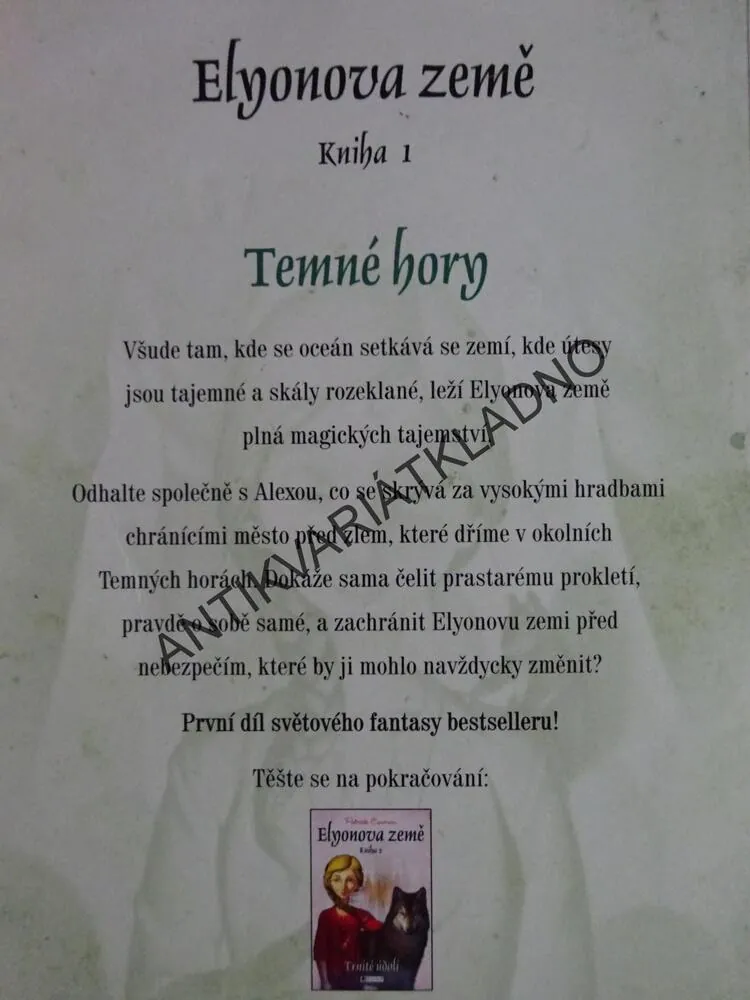 Elyonova země
Kniha 1
Temné hory
Všude tam, kde se oceán setkává se zemí, kde útesy
jsou tajemné a skály rozeklané, leží Elyonova země
plná magických tajemství.
Odhalte společně s Alexou, co se skrývá za vysokými hradbami
chránícími město před zlem, které dříme v okolních
Temných horách. Dokáže sama čelit prastarému prokletí,
pravdě o sobě samé, a zachránit Elyonovu zemi před
nebezpečím, které by ji mohlo navždycky změnit?
První díl světového fantasy bestselleru!
Těšte se na pokračování:
Patrick Carman
Elyonova země
Kniha 2
Trnité údolí
ANTIKVARIÁTKLADNO